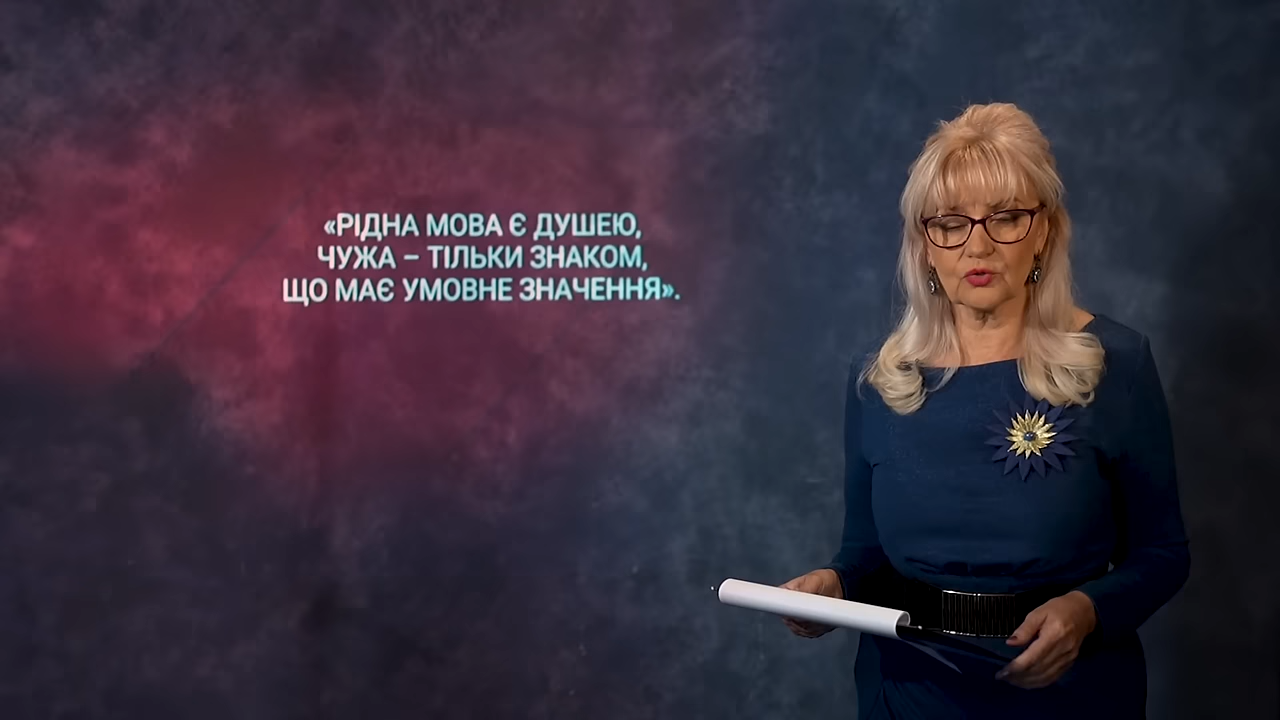 «РІДНА МОВА Є ДУШЕЮ,
ЧУЖА – ТІЛЬКИ ЗНАКОМ,
ЩО МАЄ УМОВНЕ ЗНАЧЕННЯ».